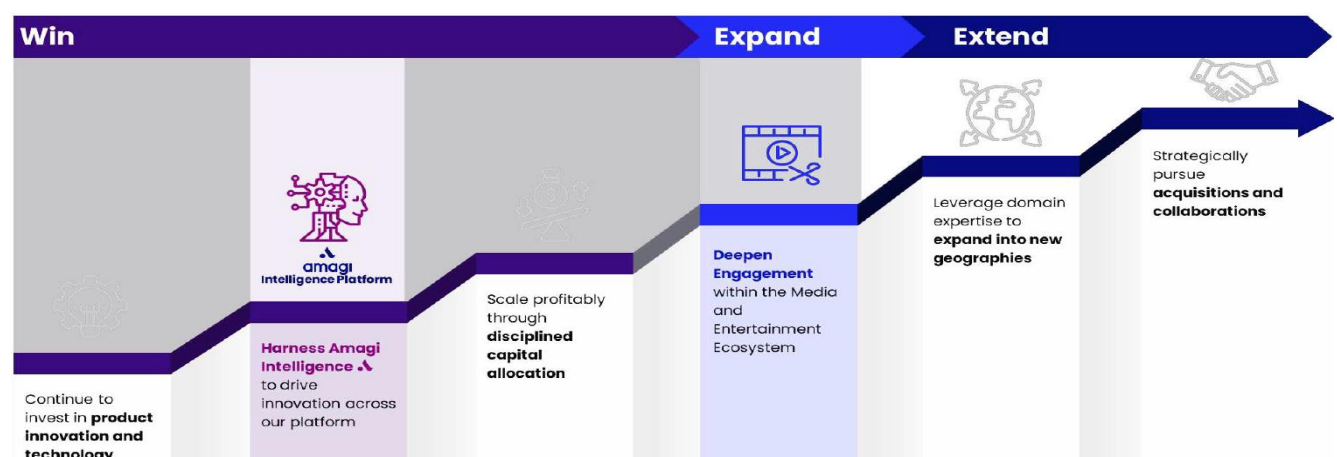 Win
Expand
Extend
amagi
Intelligence Platform
Continue to
invest in product
innovation and
technology
Harness Amagi
Intelligence
to drive
innovation across
our platform
Scale profitably
through
disciplined
capital
allocation
Deepen
Engagement
within the Media
and
Entertainment
Ecosystem
Leverage domain
expertise to
expand into new
geographies
Strategically
pursue
acquisitions and
collaborations